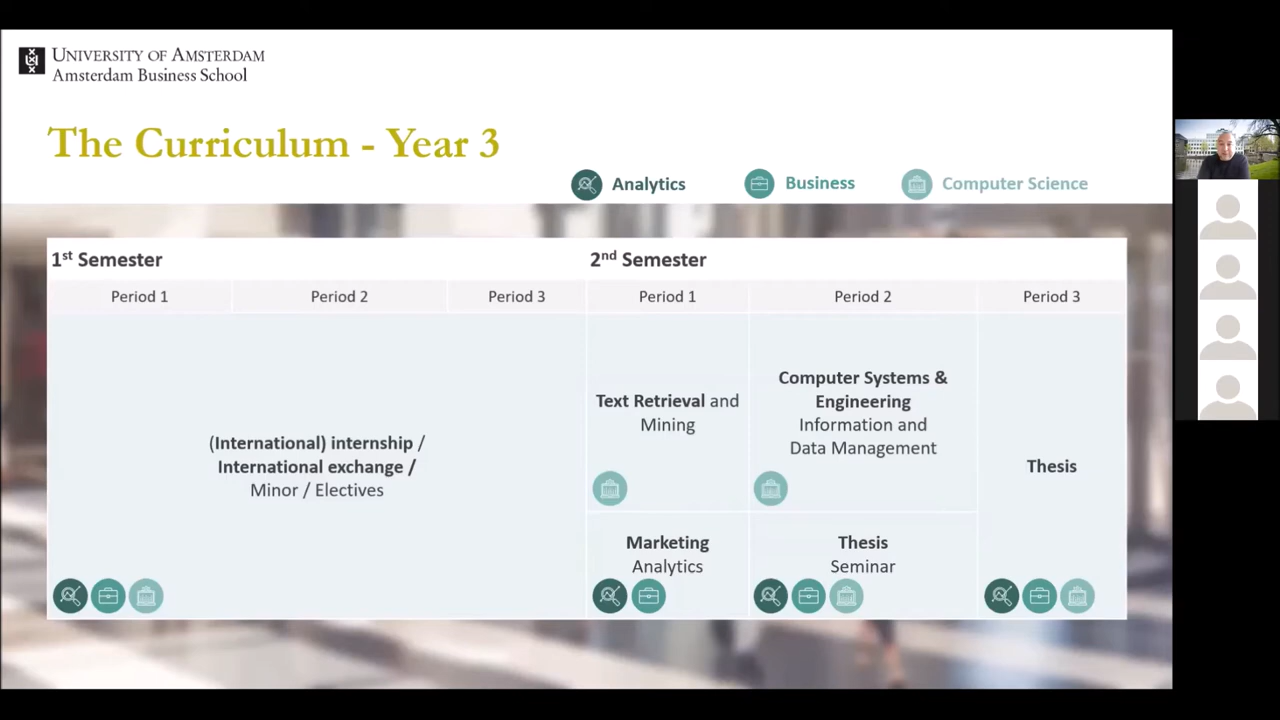 UNIVERSITY OF AMSTERDAM
Amsterdam Business School
The Curriculum - Year 3
Analytics
Business
Computer Science
1st Semester
2nd Semester
Period 1
Period 2
Period 3
Period 1
Period 2
Period 3
(International) internship /
International exchange /
Minor / Electives
Text Retrieval and
Mining
Computer Systems &
Engineering
Information and
Data Management
Thesis
Marketing
Analytics
Thesis
Seminar